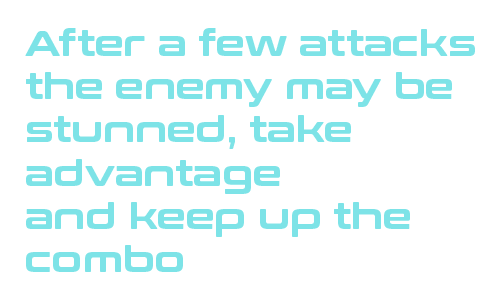 After a few attacks
the enemy may be
stunned, take
advantage
and keep up the
combo